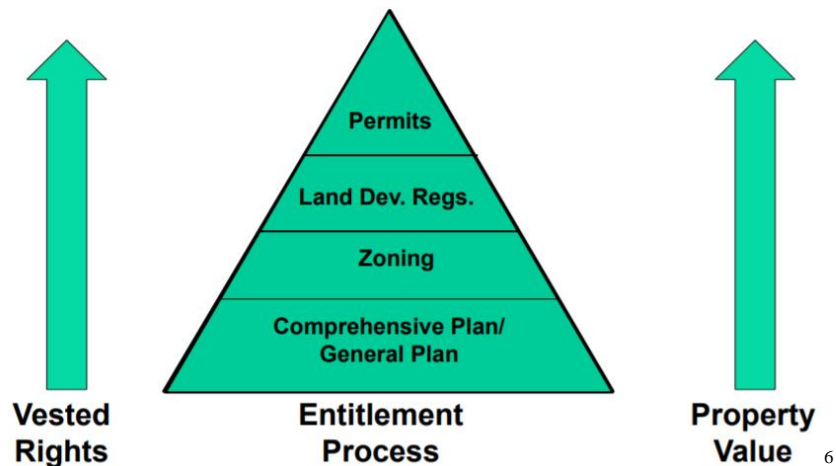 Permits
Land Dev. Regs.
Zoning
Comprehensive Plan/
General Plan
Vested
Rights
Entitlement
Process
Property
Value
6